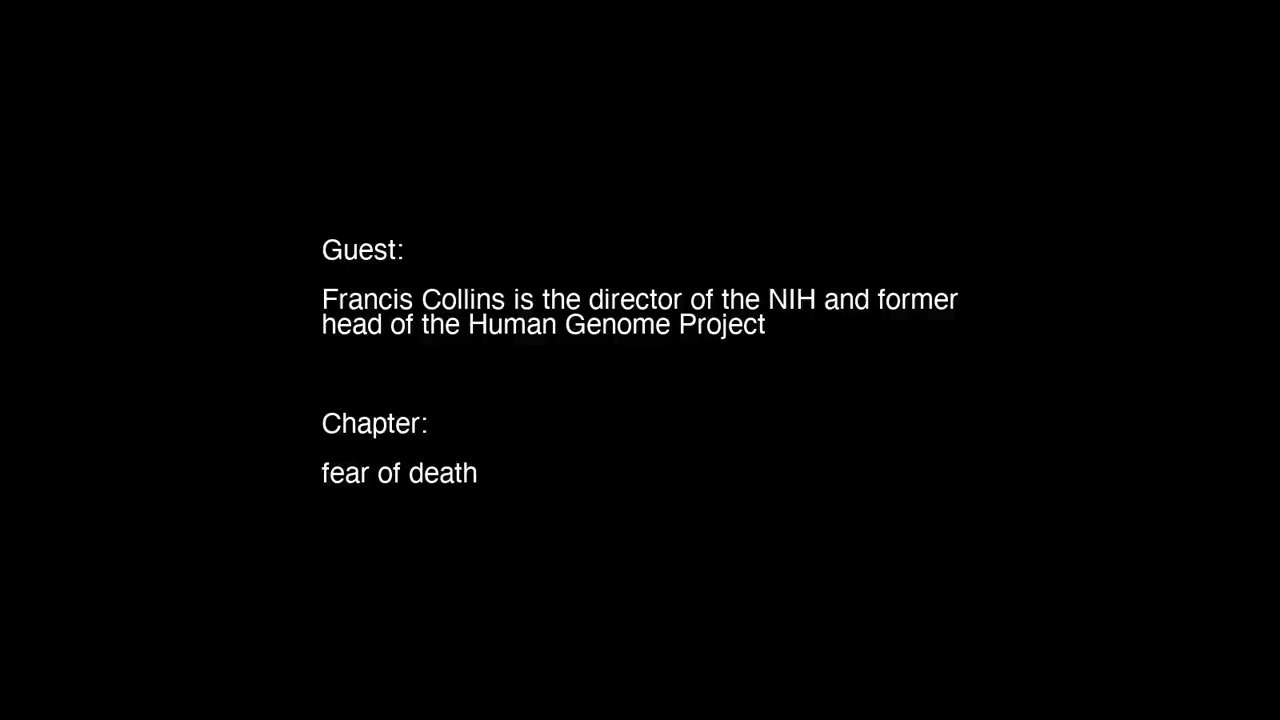 Guest:
Francis Collins is the director of the NIH and former
head of the Human Genome Project
Chapter:
fear of death